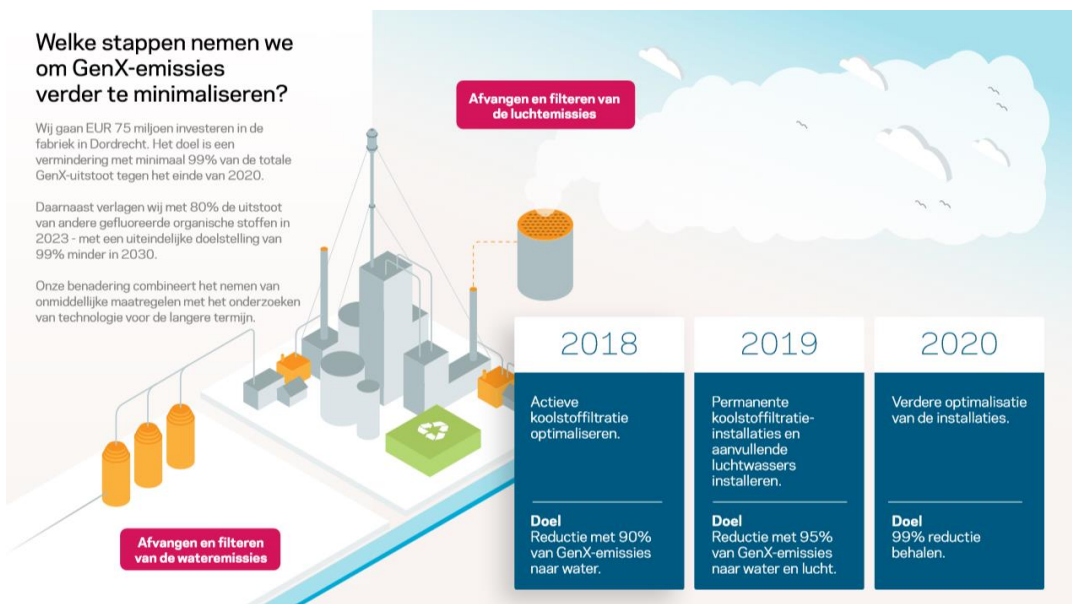 Welke stappen nemen we
om GenX-emissies
verder te minimaliseren?
Wij gaan EUR 75 miljoen investeren in de
fabriek in Dordrecht. Het doel is een
vermindering met minimaal 99% van de totale
GenX-uitstoot tegen het einde van 2020.
Daarnaast verlagen wij met 80% de uitstoot
van andere gefluoreerde organische stoffen in
2023 - met een uiteindelijke doelstelling van
99% minder in 2030.
Onze benadering combineert het nemen van
onmiddellijke maatregelen met het onderzoeken
van technologie voor de langere termijn.
Afvangen en filteren van
de luchtemissies
Afvangen en filteren
van de wateremissies
2018
Actieve
koolstoffiltratie
optimaliseren.
Doel
Reductie met 90%
van GenX-emissies
naar water.
2019
Permanente
koolstoffiltratie-
installaties en
aanvullende
luchtwassers
installeren.
Doel
Reductie met 95%
van GenX-emissies
naar water en lucht.
2020
Verdere optimalisatie
van de installaties.
Doel
99% reductie
behalen.